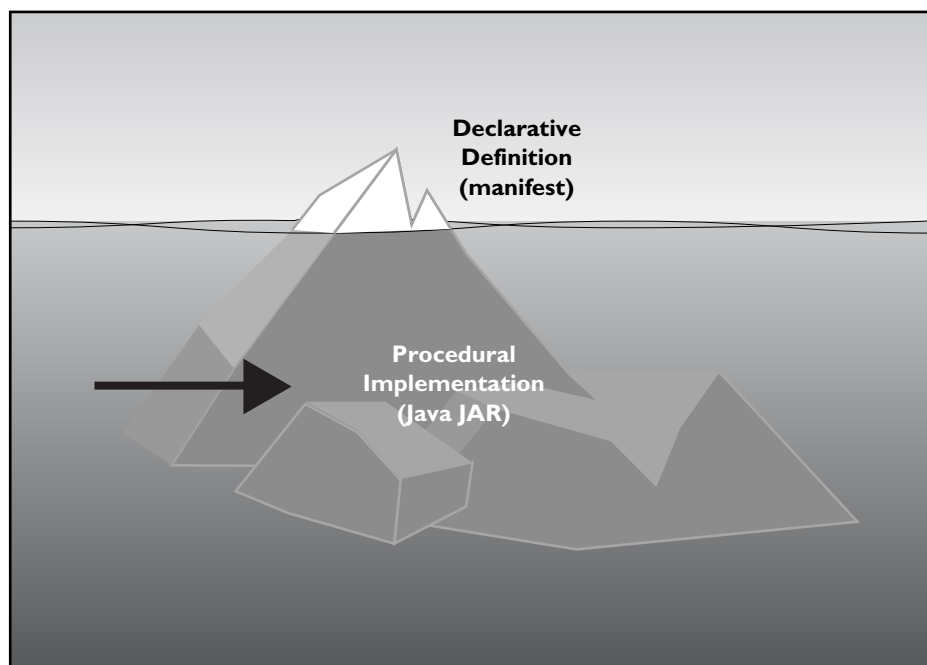 Declarative
Definition
(manifest)
Procedural
Implementation
(Java JAR)